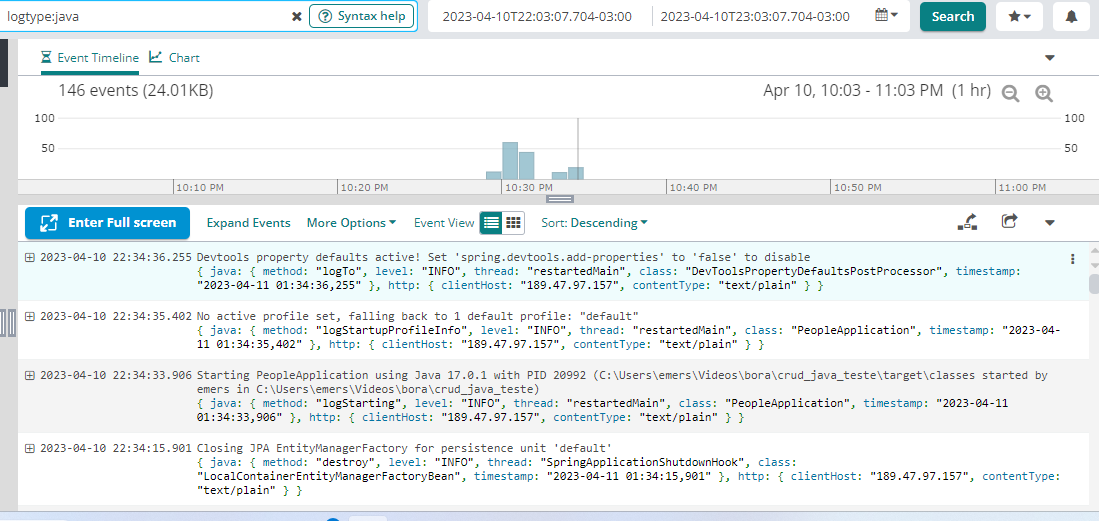 logtype:java
Syntax help
2023-04-10T22:03:07.704-03:00
2023-04-10T23:03:07.704-03:00
Search
Event Timeline
Chart
146 events (24.01KB)
Apr 10, 10:03 - 11:03 PM (1 hr)
100
100
50
50
10:10 PM
10:20 PM
10:30 PM
10:40 PM
10:50 PM
11:00 PM
Enter Full screen
Expand Events
More Options
Event View
Sort: Descending
2023-04-10 22:34:36.255 Devtools property defaults active! Set 'spring.devtools.add-properties' to 'false' to disable
{ java: { method: "logTo", level: "INFO", thread: "restartedMain", class: "DevToolsPropertyDefaultsPostProcessor", timestamp:
"2023-04-11 01:34:36,255" }, http: { clientHost: "189.47.97.157", contentType: "text/plain" } }
2023-04-10 22:34:35.402 No active profile set, falling back to 1 default profile: "default"
{ java: { method: "logStartupProfileInfo", level: "INFO", thread: "restartedMain", class: "PeopleApplication", timestamp: "2023-04-
11 01:34:35,402" }, http: { clientHost: "189.47.97.157", contentType: "text/plain" } }
2023-04-10 22:34:33.906 Starting PeopleApplication using Java 17.0.1 with PID 20992 (C:\Users\emers\Videos\bora\crud_java_teste\target\classes started by
emers in C:\Users\emers\Videos\bora\crud_java_teste)
{ java: { method: "logStarting", level: "INFO", thread: "restartedMain", class: "PeopleApplication", timestamp: "2023-04-11
01:34:33,906" }, http: { clientHost: "189.47.97.157", contentType: "text/plain" } }
2023-04-10 22:34:15.901 Closing JPA EntityManagerFactory for persistence unit 'default'
{ java: { method: "destroy", level: "INFO", thread: "SpringApplicationShutdownHook", class:
"LocalContainerEntityManagerFactoryBean", timestamp: "2023-04-11 01:34:15,901" }, http: { clientHost: "189.47.97.157", contentType:
"text/plain" } }